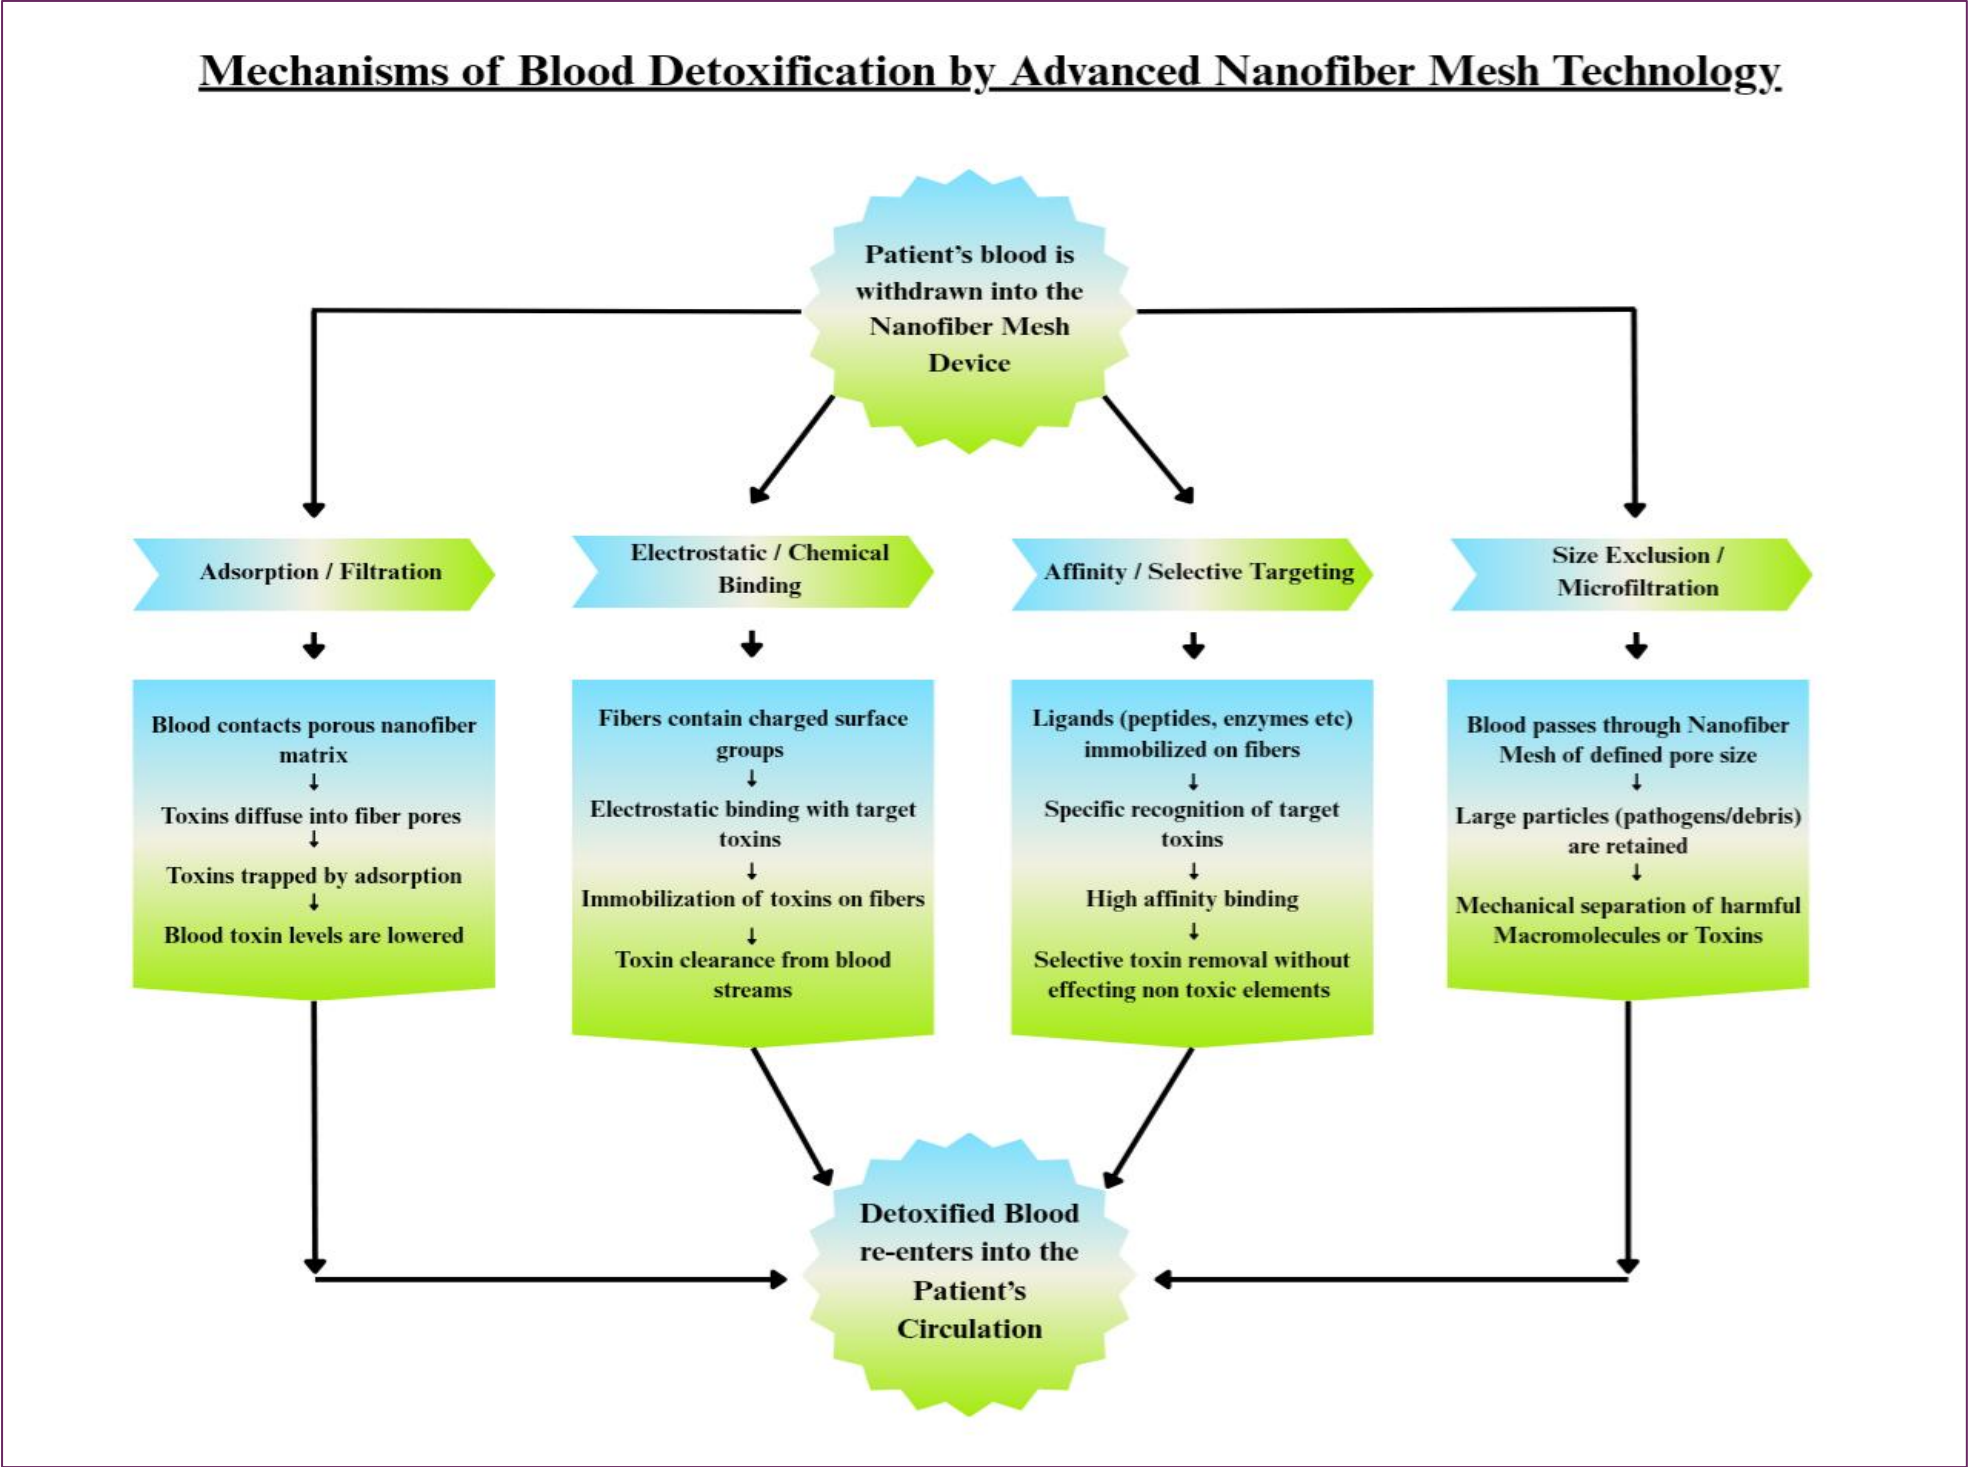 Mechanisms of Blood Detoxification by Advanced Nanofiber Mesh Technology
Patient’s blood is
withdrawn into the
Nanofiber Mesh
Device
Adsorption / Filtration
Blood contacts porous nanofiber
matrix
↓
Toxins diffuse into fiber pores
↓
Toxins trapped by adsorption
↓
Blood toxin levels are lowered
Electrostatic / Chemical
Binding
Fibers contain charged surface
groups
↓
Electrostatic binding with target
toxins
↓
Immobilization of toxins on fibers
↓
Toxin clearance from blood
streams
Affinity / Selective Targeting
Ligands (peptides, enzymes etc)
immobilized on fibers
↓
Specific recognition of target
toxins
↓
High affinity binding
↓
Selective toxin removal without
effecting non toxic elements
Size Exclusion /
Microfiltration
Blood passes through Nanofiber
Mesh of defined pore size
↓
Large particles (pathogens/debris)
are retained
↓
Mechanical separation of harmful
Macromolecules or Toxins
Detoxified Blood
re-enters into the
Patient’s
Circulation